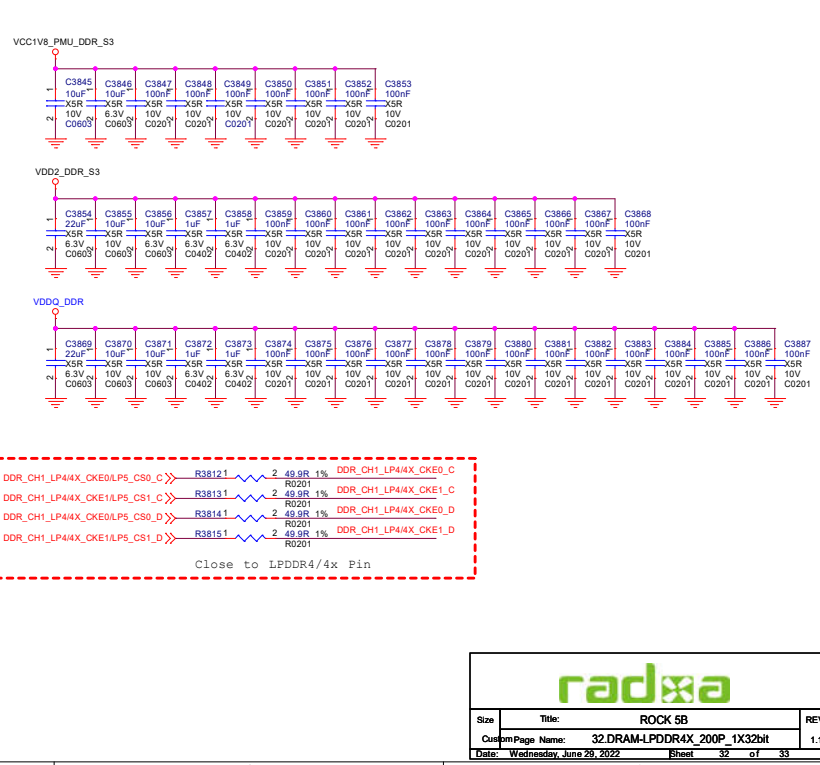 VCC1V8_PMU_DDR_S3
C3845 C3846 C3847 C3848 C3849 C3850 C3851 C3852 C3853
10uF 10uF 100nF 100nF 100nF 100nF 100nF 100nF 100nF
1 X5R X5R X5R X5R X5R X5R X5R X5R X5R
2 10V 6.3V 10V 10V 10V 10V 10V 10V 10V
C0603 C0603 C0201 C0201 C0201 C0201 C0201 C0201 C0201
VDD2_DDR_S3
C3854 C3855 C3856 C3857 C3858 C3859 C3860 C3861 C3862 C3863 C3864 C3865 C3866 C3867 C3868
22uF 10uF 10uF 1uF 1uF 100nF 100nF 100nF 100nF 100nF 100nF 100nF 100nF 100nF 100nF
1 X5R X5R X5R X5R X5R X5R X5R X5R X5R X5R X5R X5R X5R X5R X5R
2 6.3V 10V 6.3V 6.3V 6.3V 10V 10V 10V 10V 10V 10V 10V 10V 10V 10V
C0603 C0603 C0603 C0402 C0402 C0201 C0201 C0201 C0201 C0201 C0201 C0201 C0201 C0201 C0201
VDDQ_DDR
C3869 C3870 C3871 C3872 C3873 C3874 C3875 C3876 C3877 C3878 C3879 C3880 C3881 C3882 C3883 C3884 C3885 C3886 C3887
22uF 10uF 10uF 1uF 1uF 100nF 100nF 100nF 100nF 100nF 100nF 100nF 100nF 100nF 100nF 100nF 100nF 100nF 100nF
1 X5R X5R X5R X5R X5R X5R X5R X5R X5R X5R X5R X5R X5R X5R X5R X5R X5R X5R X5R
2 6.3V 10V 10V 6.3V 6.3V 10V 10V 10V 10V 10V 10V 10V 10V 10V 10V 10V 10V 10V 10V
C0603 C0603 C0603 C0402 C0402 C0201 C0201 C0201 C0201 C0201 C0201 C0201 C0201 C0201 C0201 C0201 C0201 C0201 C0201
DDR_CH1_LP4/4X_CKE0/LP5_CS0_C R3812 1 2 49.9R 1% DDR_CH1_LP4/4X_CKE0_C
R0201
DDR_CH1_LP4/4X_CKE1/LP5_CS1_C R3813 1 2 49.9R 1% DDR_CH1_LP4/4X_CKE1_C
R0201
DDR_CH1_LP4/4X_CKE0/LP5_CS0_D R3814 1 2 49.9R 1% DDR_CH1_LP4/4X_CKE0_D
R0201
DDR_CH1_LP4/4X_CKE1/LP5_CS1_D R3815 1 2 49.9R 1% DDR_CH1_LP4/4X_CKE1_D
R0201
Close to LPDDR4/4x Pin
radxa
Size Title: ROCK 5B
Custom Page Name: 32.DRAM-LPDDR4X_200P_1X32bit
Date: Wednesday, June 29, 2022 Sheet 32 of 33